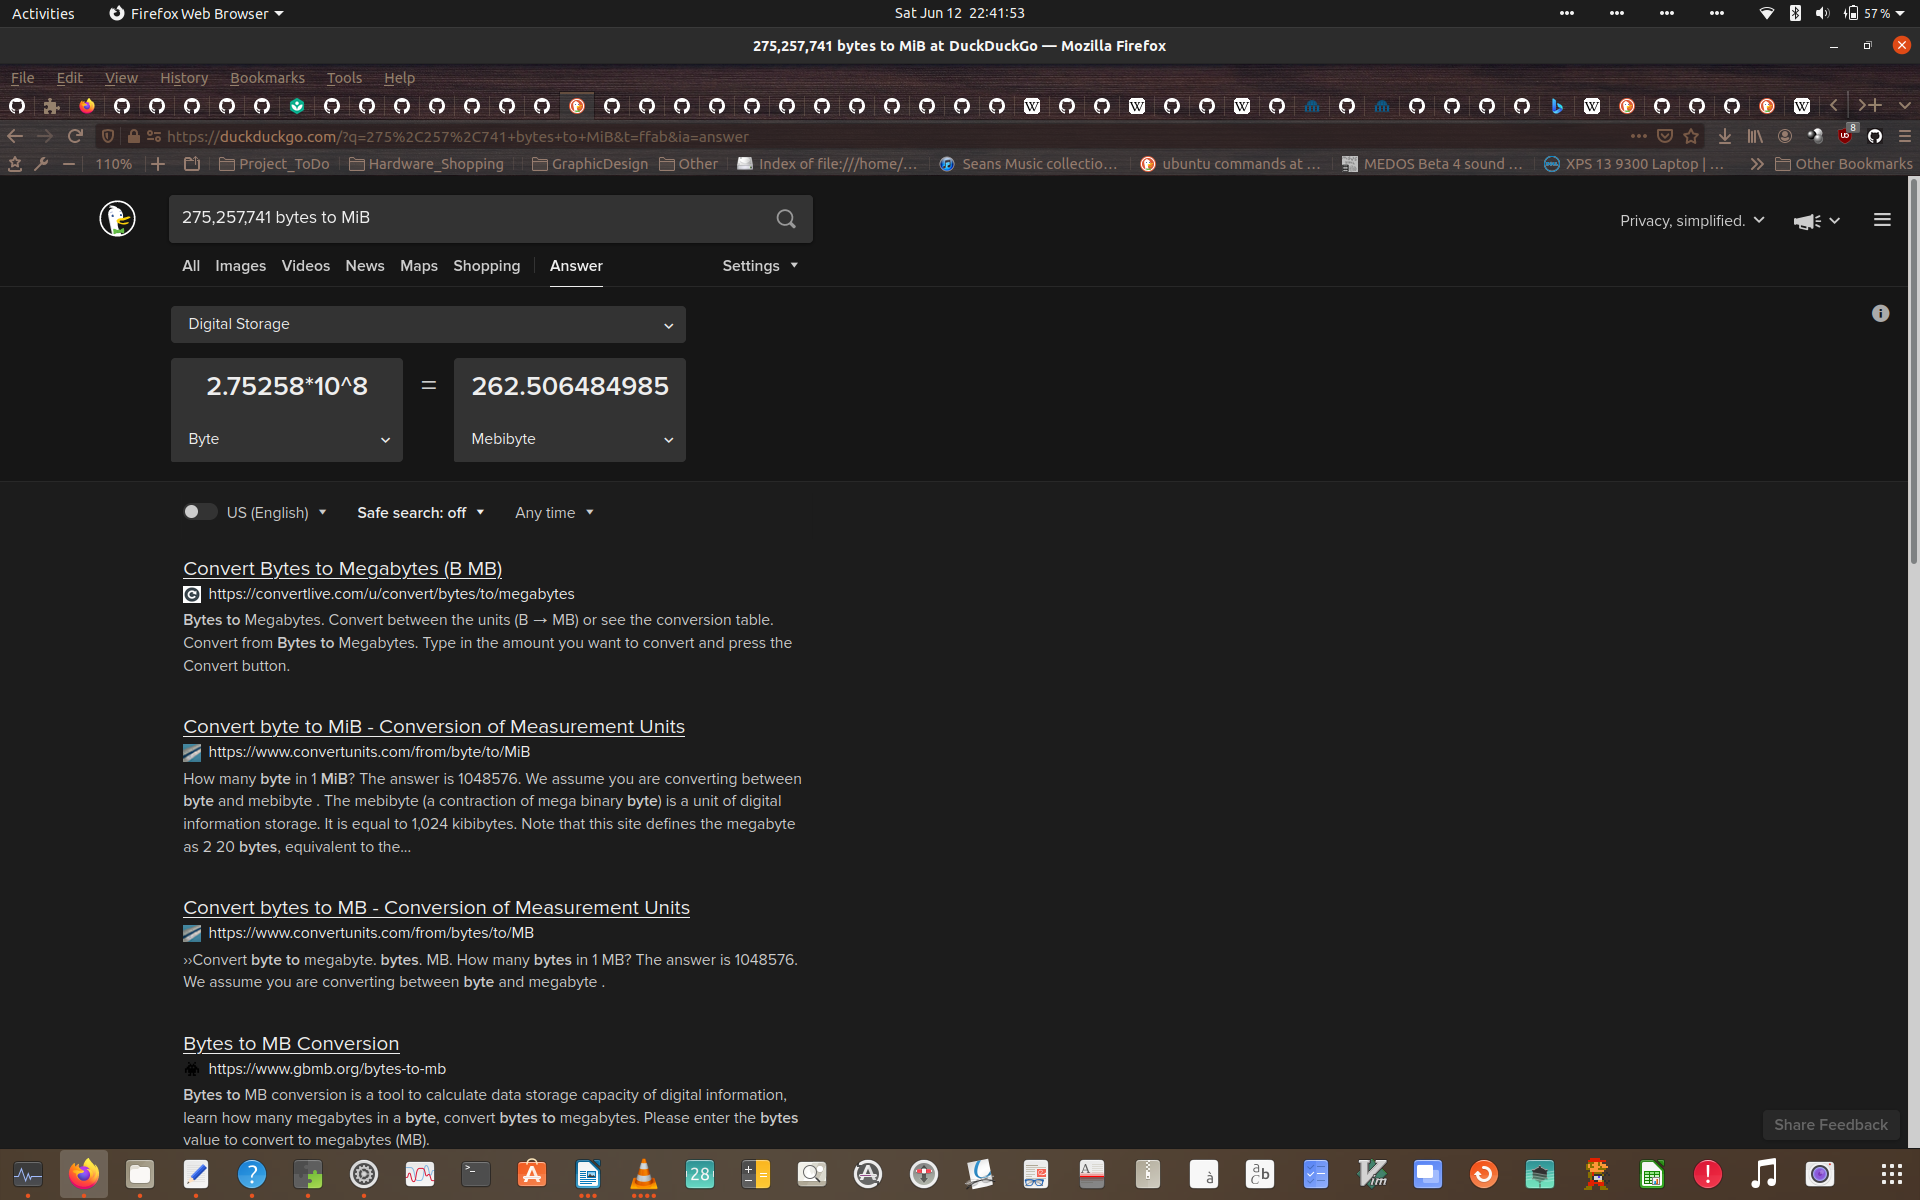 Activities
Firefox Web Browser
Sat Jun 12 22:41:53
57 %
275,257,741 bytes to MiB at DuckDuckGo — Mozilla Firefox
File Edit View History Bookmarks Tools Help
https://duckduckgo.com/?q=275%2C257%2C741+bytes+to+MiB&t=ffab&ia=answer
8
110%
Project_ToDo
Hardware_Shopping
GraphicDesign
Other
Index of file:///home/...
Seans Music collectio...
ubuntu commands at ...
MEDOS Beta 4 sound ...
XPS 13 9300 Laptop | ...
Other Bookmarks
275,257,741 bytes to MiB
Privacy, simplified.
All Images Videos News Maps Shopping Answer Settings
Digital Storage
2.75258*10^8 = 262.506484985
Byte Mebibyte
US (English) Safe search: off Any time
Convert Bytes to Megabytes (B MB)
https://convertlive.com/u/convert/bytes/to/megabytes
Bytes to Megabytes. Convert between the units (B → MB) or see the conversion table.
Convert from Bytes to Megabytes. Type in the amount you want to convert and press the
Convert button.
Convert byte to MiB - Conversion of Measurement Units
https://www.convertunits.com/from/byte/to/MiB
How many byte in 1 MiB? The answer is 1048576. We assume you are converting between
byte and mebibyte . The mebibyte (a contraction of mega binary byte) is a unit of digital
information storage. It is equal to 1,024 kibibytes. Note that this site defines the megabyte
as 2 20 bytes, equivalent to the...
Convert bytes to MB - Conversion of Measurement Units
https://www.convertunits.com/from/bytes/to/MB
››Convert byte to megabyte. bytes. MB. How many bytes in 1 MB? The answer is 1048576.
We assume you are converting between byte and megabyte .
Bytes to MB Conversion
https://www.gbmb.org/bytes-to-mb
Bytes to MB conversion is a tool to calculate data storage capacity of digital information,
learn how many megabytes in a byte, convert bytes to megabytes. Please enter the bytes
value to convert to megabytes (MB).
Share Feedback
28